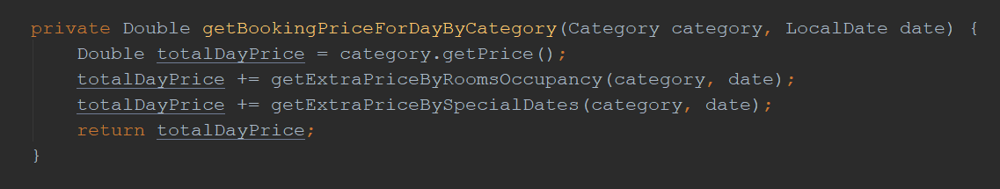 private Double getBookingPriceForDayByCategory(Category category, LocalDate date) {
    Double totalDayPrice = category.getPrice();
    totalDayPrice += getExtraPriceByRoomsOccupancy(category, date);
    totalDayPrice += getExtraPriceBySpecialDates(category, date);
    return totalDayPrice;
}